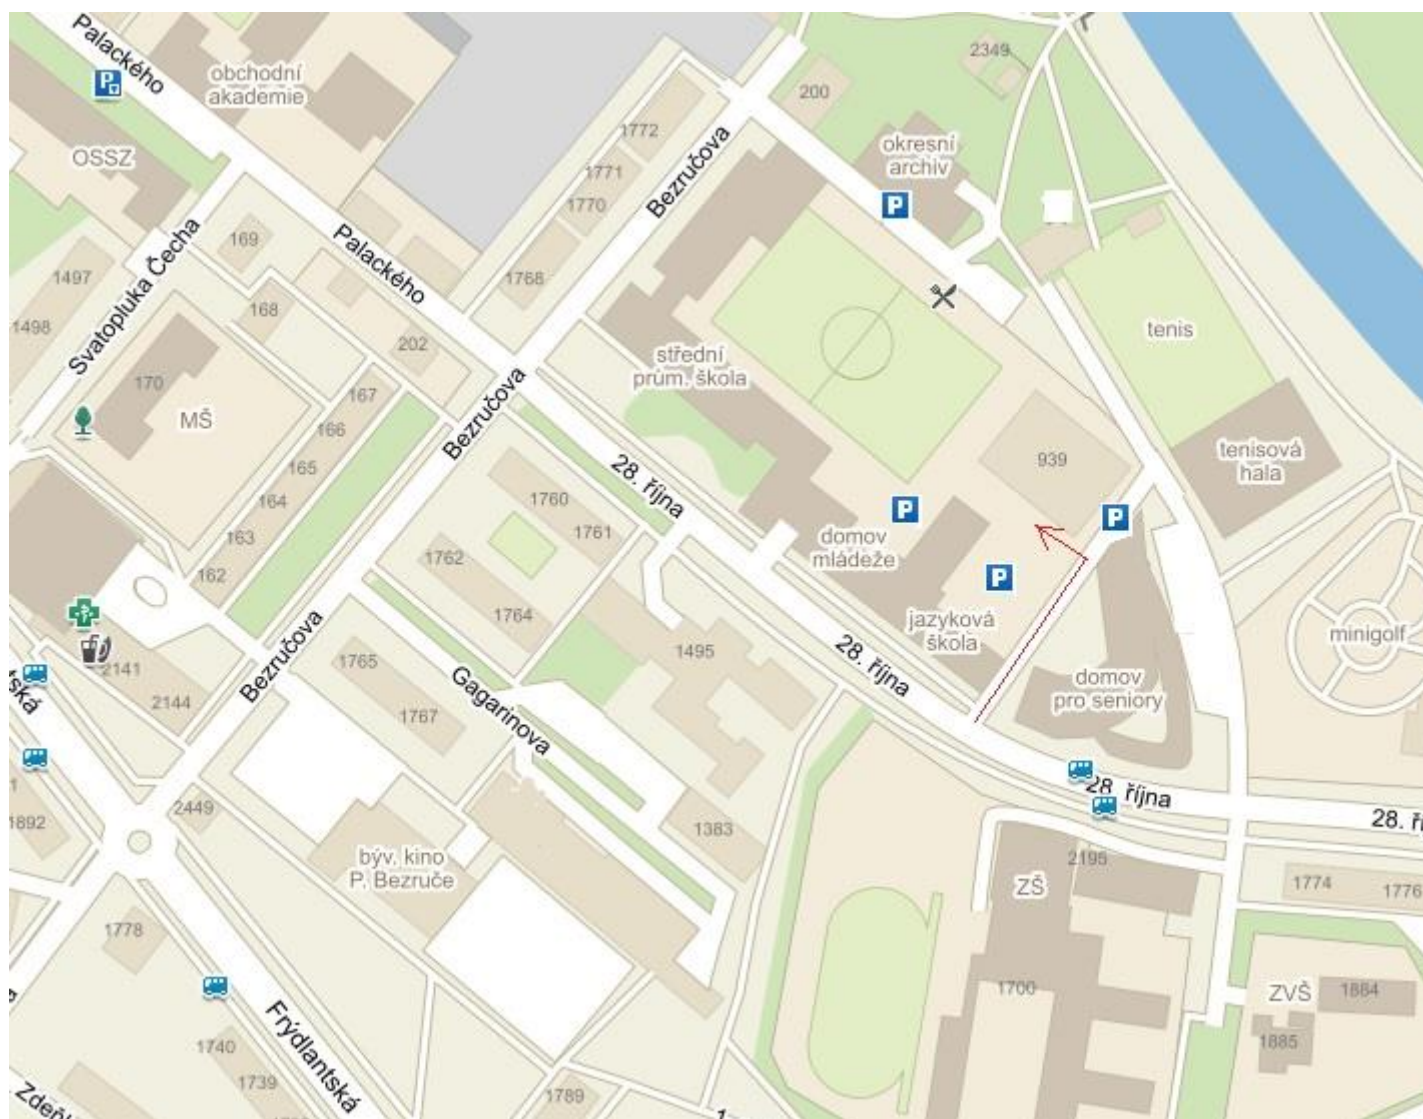 Palackého
obchodní
akademie
2349
200
1772
OSSZ
okresní
archiv
1771
Bezručova
1770
169
Palackého
1768
1497
Svatopluka Čecha
168
1498
202
tenis
střední
prům. škola
170
167
Bezručova
MŠ
166
28. října
939
tenisová
hala
165
164
1760
1761
163
1762
domov
mládeže
162
1764
jazyková
škola
minigolf
Bezručova
1495
28. října
2141
1765
Gagarinova
domov
pro seniory
2144
1767
28. října
2449
1892
1383
28. ří
býv. kino
P. Bezruče
2195
ZŠ
1774
1776
1778
1700
ZVŠ
1884
Frýdlantská
1885
1740
1739
1789